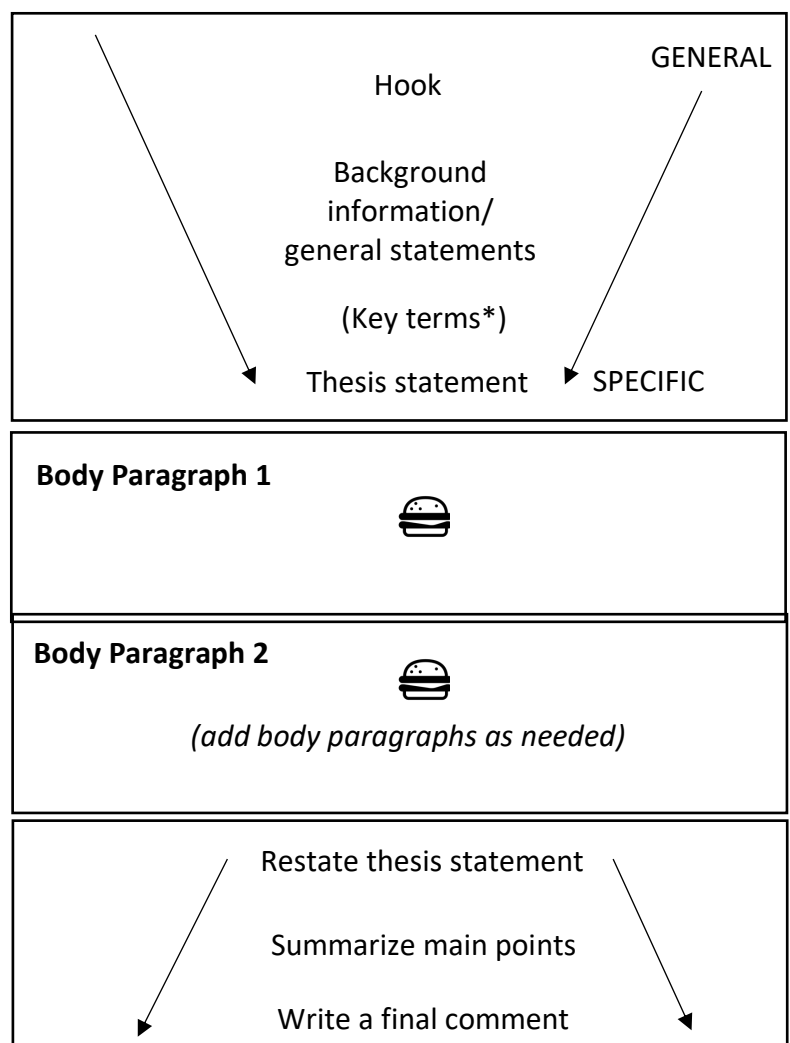 GENERAL
Hook
Background
information/
general statements
(Key terms*)
Thesis statement
SPECIFIC
Body Paragraph 1
Body Paragraph 2
(add body paragraphs as needed)
Restate thesis statement
Summarize main points
Write a final comment